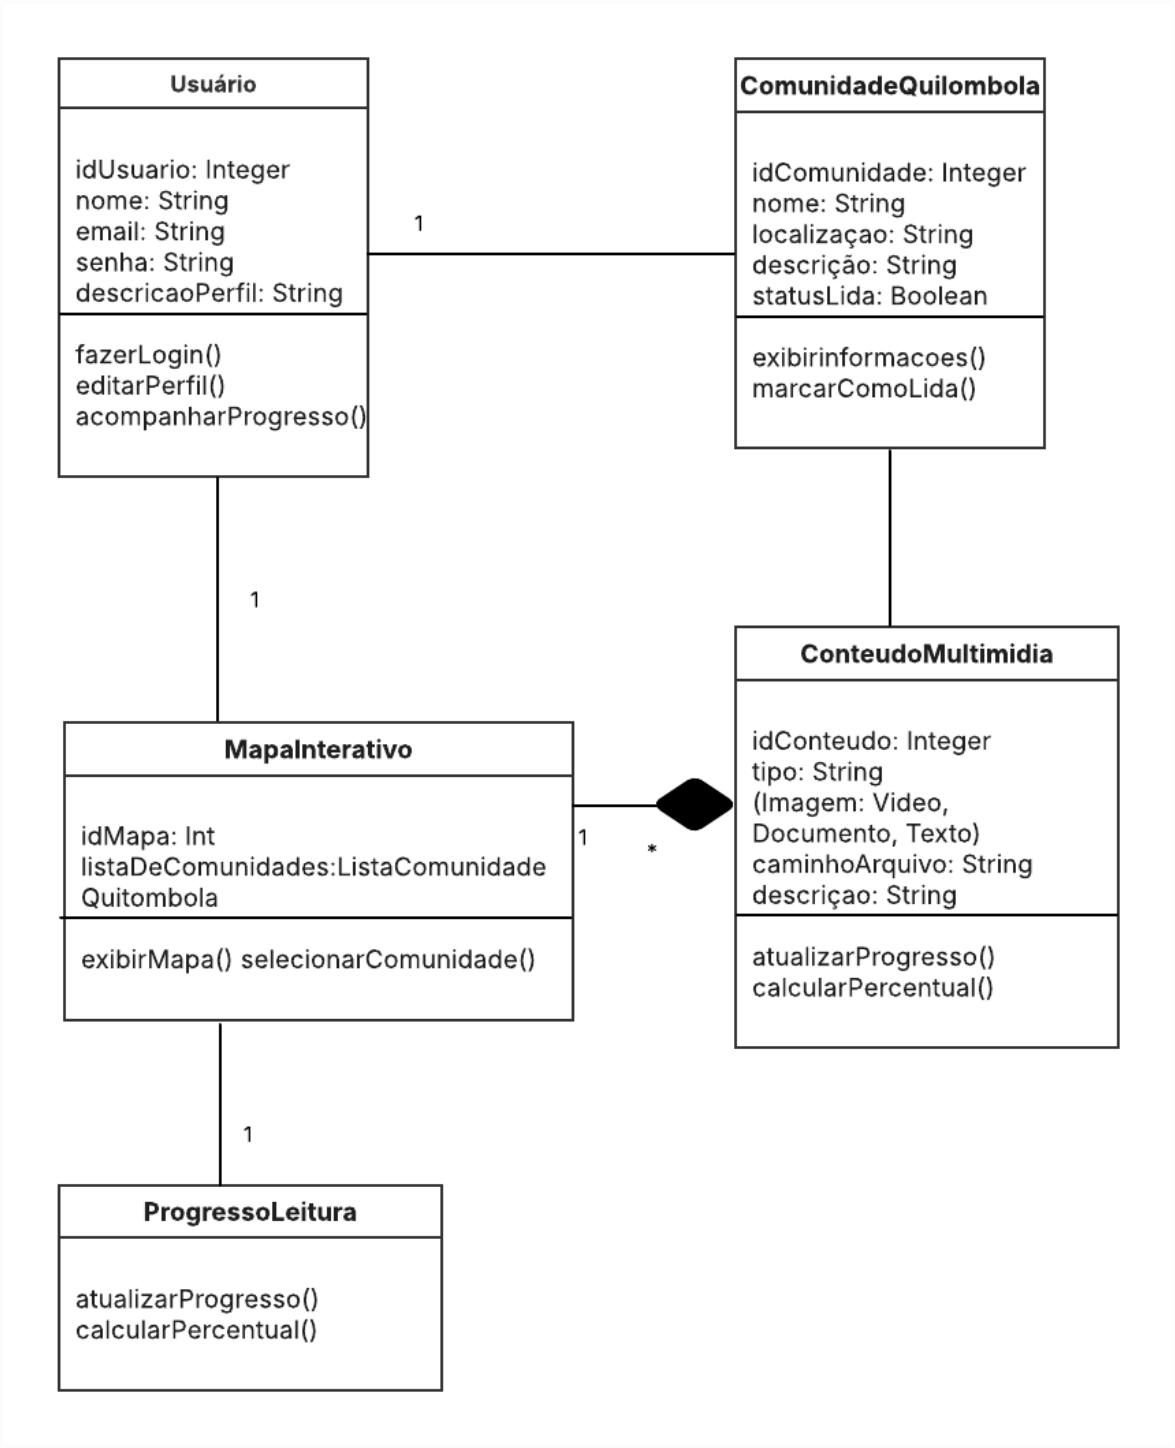 Usuário
idUsuario: Integer
nome: String
email: String
senha: String
descricaoPerfil: String
fazerLogin()
editarPerfil()
acompanharProgresso()
1
ComunidadeQuilombola
idComunidade: Integer
nome: String
localizaçao: String
descrição: String
statusLida: Boolean
exibirinformacoes()
marcarComoLida()
1
MapaInterativo
idMapa: Int
listaDeComunidades:ListaComunidade
Quitombola
exibirMapa() selecionarComunidade()
1
*
ConteudoMultimidia
idConteudo: Integer
tipo: String
(Imagem: Video,
Documento, Texto)
caminhoArquivo: String
descriçao: String
atualizarProgresso()
calcularPercentual()
1
ProgressoLeitura
atualizarProgresso()
calcularPercentual()